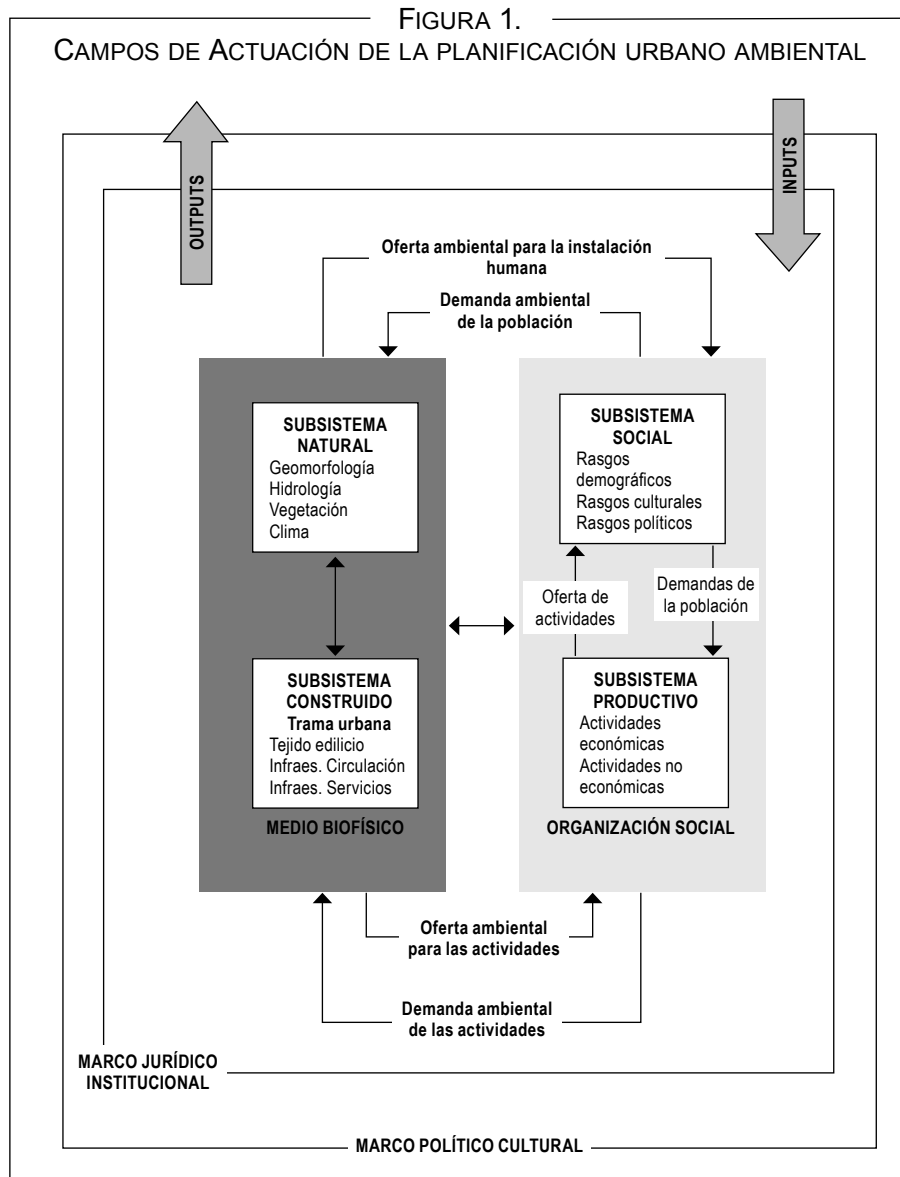 FIGURA 1.
CAMPOS DE ACTUACIÓN DE LA PLANIFICACIÓN URBANO AMBIENTAL
OUTPUTS
INPUTS
Oferta ambiental para la instalación
humana
Demanda ambiental
de la población
SUBSISTEMA
NATURAL
Geomorfología
Hidrología
Vegetación
Clima
SUBSISTEMA
SOCIAL
Rasgos
demográficos
Rasgos culturales
Rasgos políticos
Oferta de
actividades
Demandas de
la población
SUBSISTEMA
CONSTRUIDO
Trama urbana
Tejido edilicio
Infraes. Circulación
Infraes. Servicios
MEDIO BIOFÍSICO
SUBSISTEMA
PRODUCTIVO
Actividades
económicas
Actividades no
económicas
ORGANIZACIÓN SOCIAL
Oferta ambiental
para las actividades
Demanda ambiental
de las actividades
MARCO JURÍDICO
INSTITUCIONAL
MARCO POLÍTICO CULTURAL